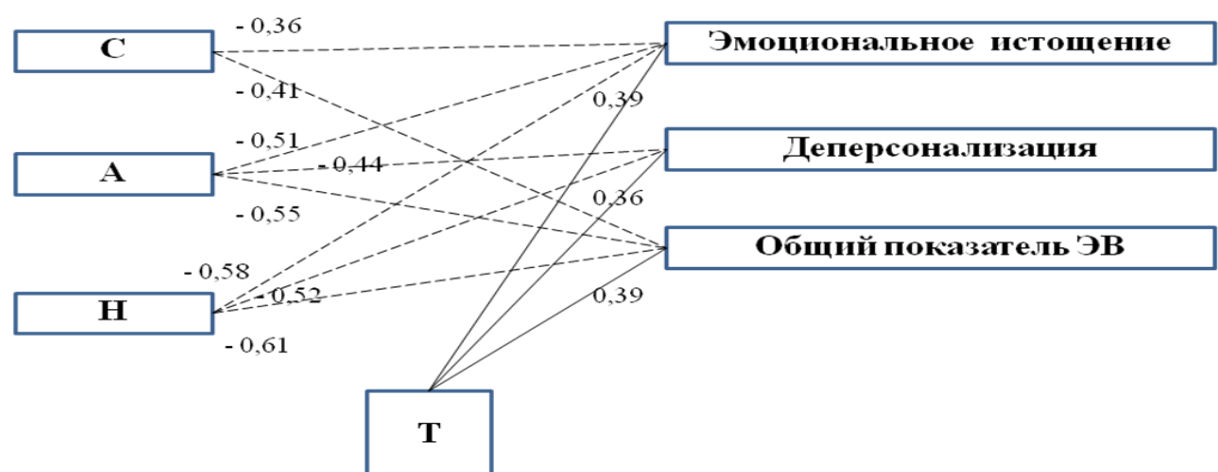 - 0,36
С
Эмоциональное истощение
- 0,41
0,39
- 0,51
Деперсонализация
- 0,44
А
0,36
- 0,55
Общий показатель ЭВ
- 0,58
- 0,52
0,39
Н
- 0,61
Т